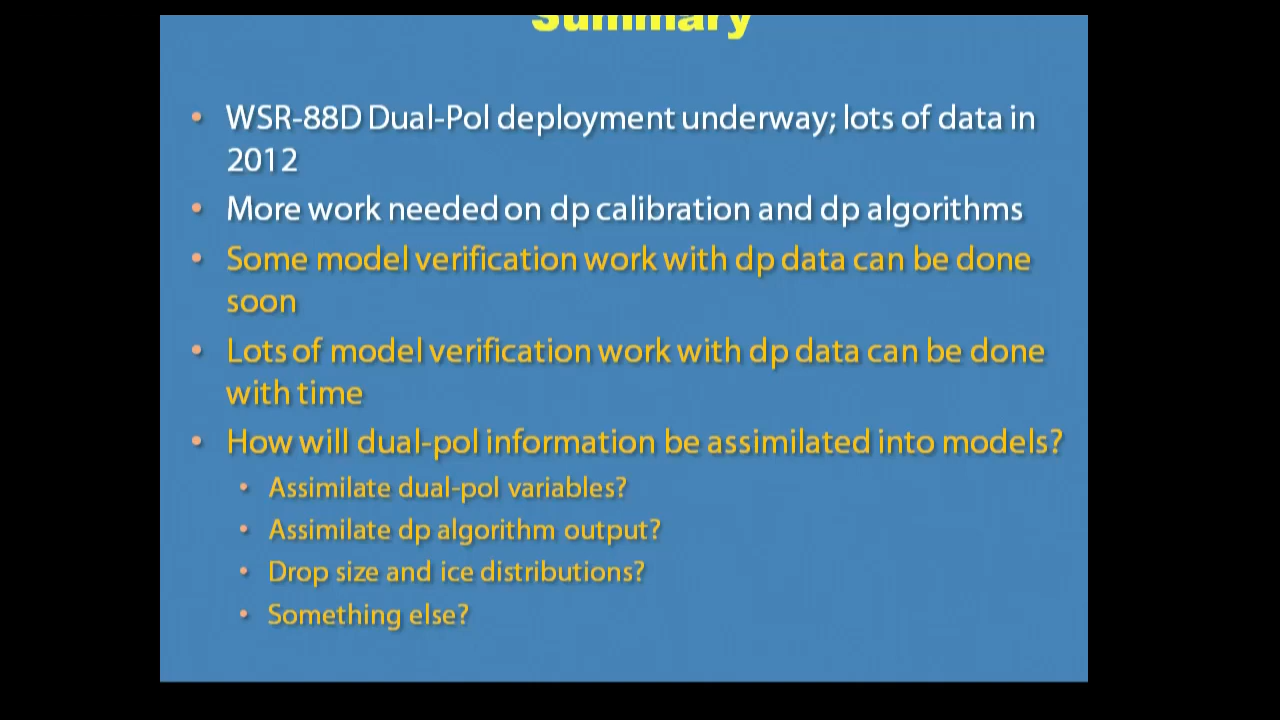 Summary
• WSR-88D Dual-Pol deployment underway; lots of data in
2012
• More work needed on dp calibration and dp algorithms
• Some model verification work with dp data can be done
soon
• Lots of model verification work with dp data can be done
with time
• How will dual-pol information be assimilated into models?
• Assimilate dual-pol variables?
• Assimilate dp algorithm output?
• Drop size and ice distributions?
• Something else?